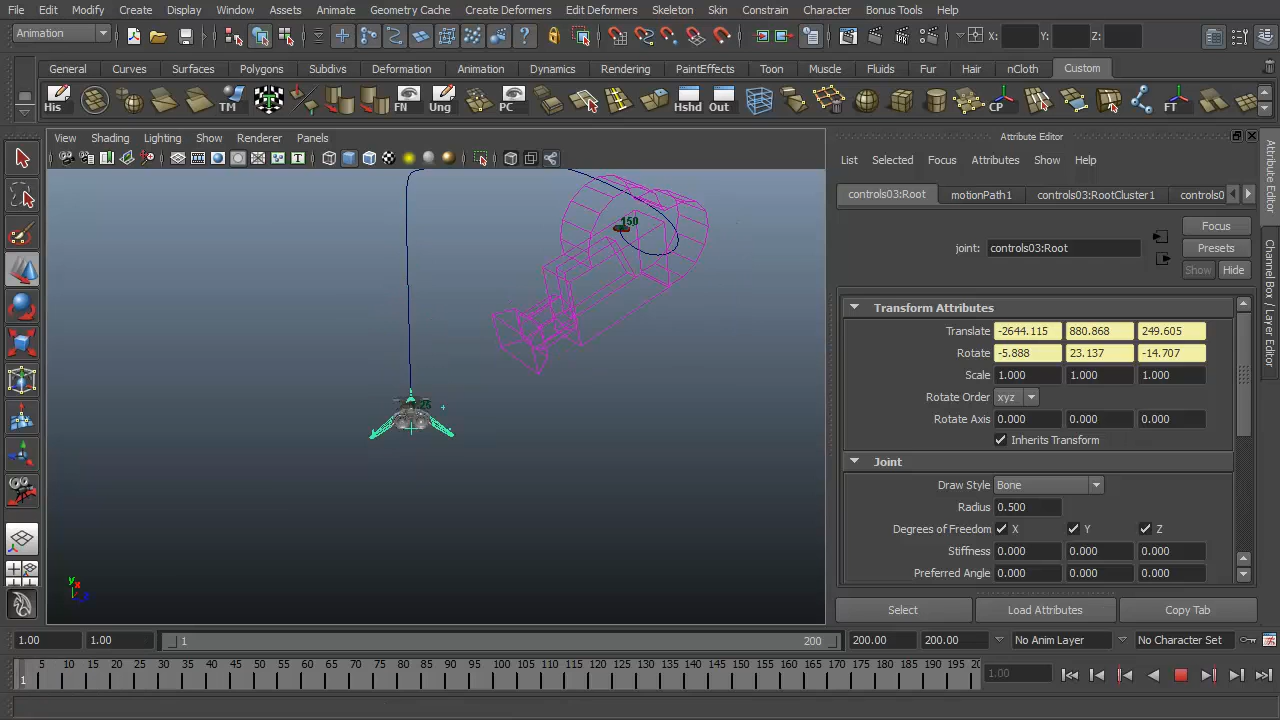 File Edit Modify Create Display Window Assets Animate Geometry Cache Create Deformers Edit Deformers Skeleton Skin Constrain Character Bonus Tools Help
Animation X: Y: Z:
General Curves Surfaces Subdivs Deformation Animation Dynamics Rendering PaintEffects Toon Muscle Fluids Fur Hair nCloth Custom
His TM FN Ung PC Hshd Out CP FT
View Shading Lighting Show Renderer Panels
Attribute Editor
List Selected Focus Attributes Show Help
controls03:Root motionPath1 controls03:RootCluster1 controls0
Focus
joint: controls03:Root Presets
Show Hide
Transform Attributes
Translate -2644.115 880.868 249.605
Rotate -5.888 23.137 -14.707
Scale 1.000 1.000 1.000
Rotate Order xyz
Rotate Axis 0.000 0.000 0.000
Inherits Transform
Joint
Draw Style Bone
Radius 0.500
Degrees of Freedom X Y Z
Stiffness 0.000 0.000 0.000
Preferred Angle 0.000 0.000 0.000
Select Load Attributes Copy Tab
Attribute Editor
Channel Box / Layer Editor
150
y
x
1.00 1.00 1 200 200.00 200.00 No Anim Layer No Character Set
5 10 15 20 25 30 35 40 45 50 55 60 65 70 75 80 85 90 95 100 105 110 115 120 125 130 135 140 145 150 155 160 165 170 175 180 185 190 195
1 1.00